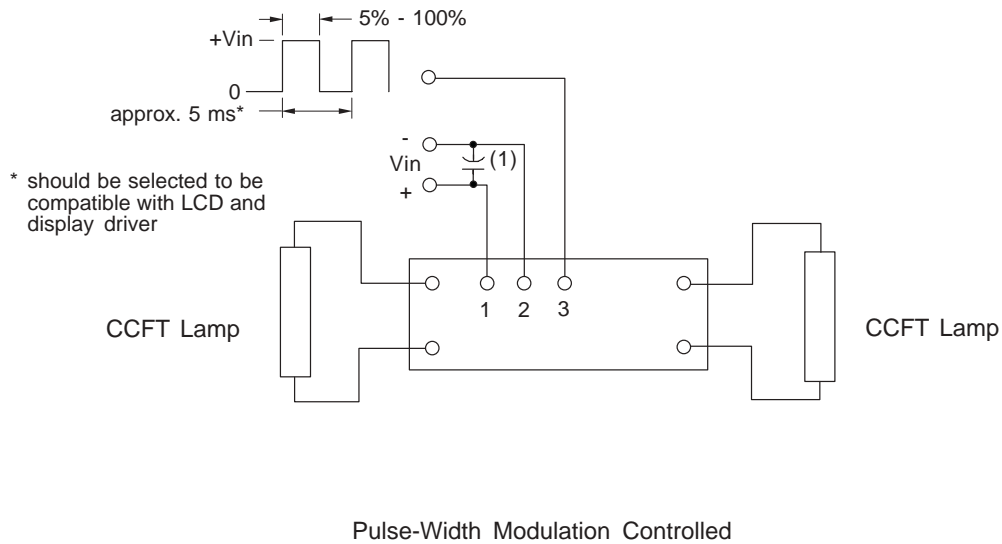 5% - 100%
+Vin
0
approx. 5 ms*
-
Vin
+
(1)
* should be selected to be
compatible with LCD and
display driver
1 2 3
CCFT Lamp
CCFT Lamp
Pulse-Width Modulation Controlled